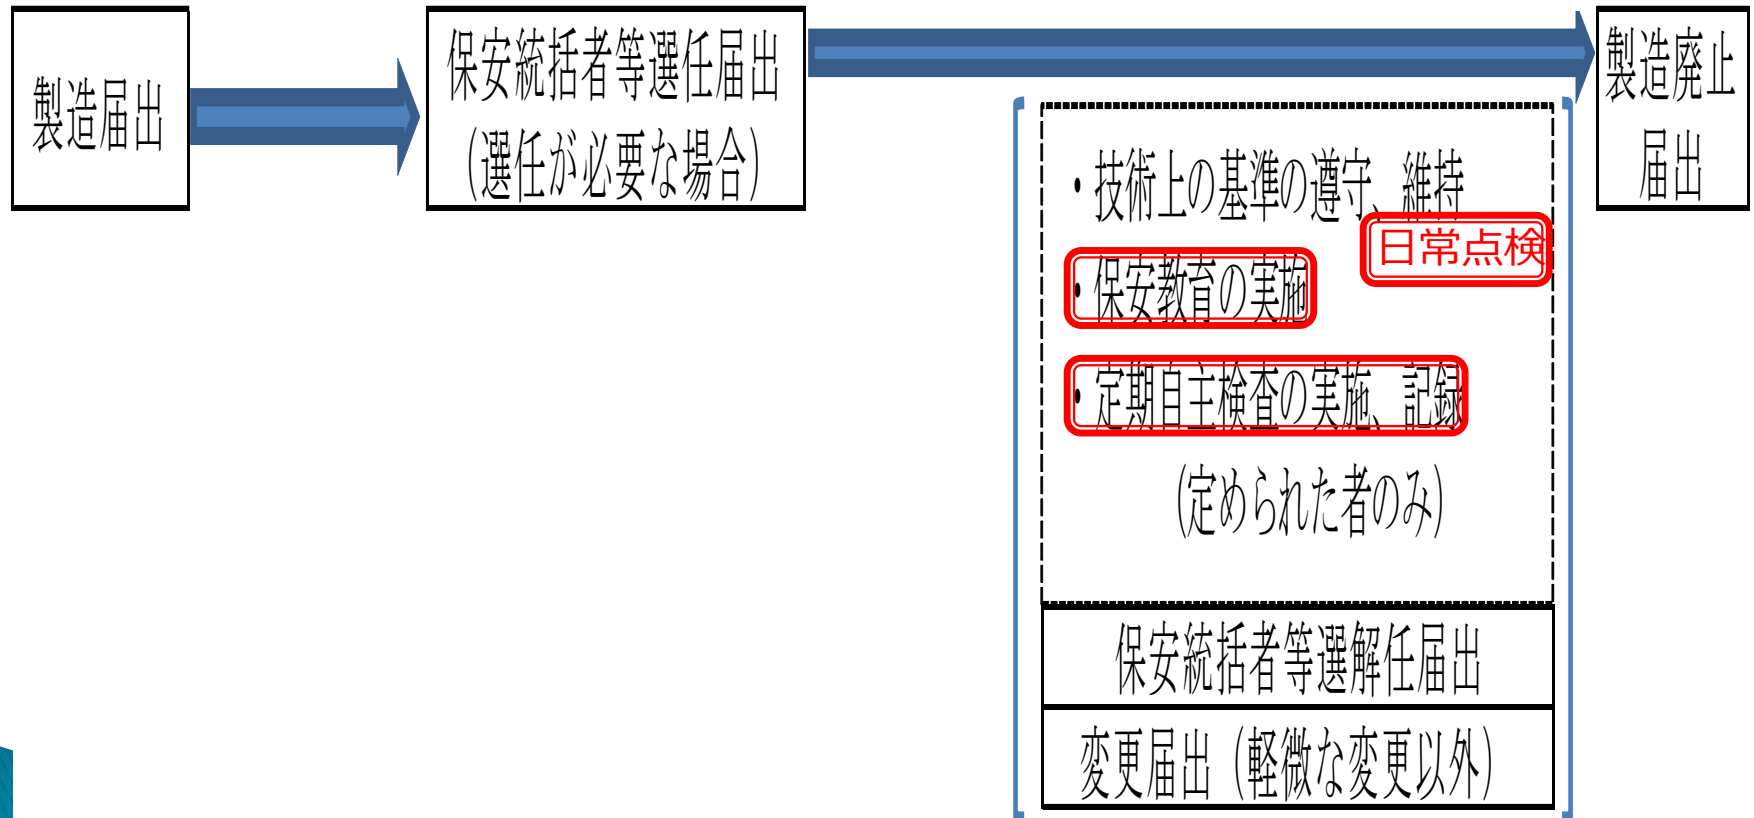 製造届出
保安統括者等選任届出
（選任が必要な場合）
製造廃止
届出
・技術上の基準の遵守、維持
日常点検
・保安教育の実施
・定期自主検査の実施、記録
（定められた者のみ）
保安統括者等選解任届出
変更届出（軽微な変更以外）